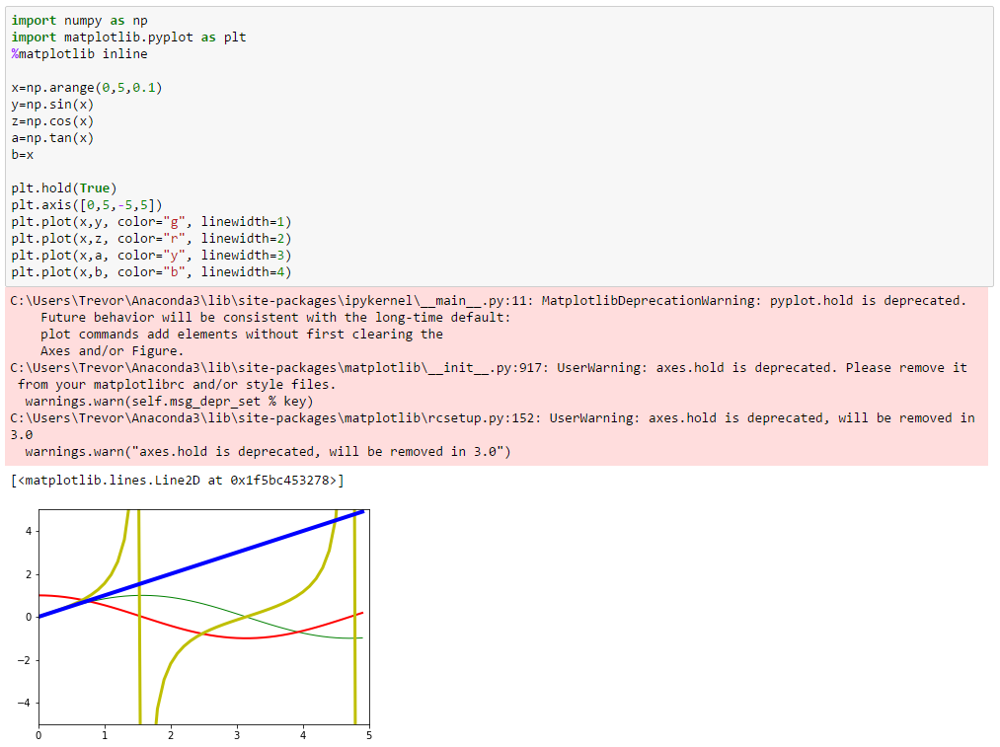 import numpy as np
import matplotlib.pyplot as plt
%matplotlib inline
x=np.arange(0,5,0.1)
y=np.sin(x)
z=np.cos(x)
a=np.tan(x)
b=x
plt.hold(True)
plt.axis([0,5,-5,5])
plt.plot(x,y, color="g", linewidth=1)
plt.plot(x,z, color="r", linewidth=2)
plt.plot(x,a, color="y", linewidth=3)
plt.plot(x,b, color="b", linewidth=4)
C:\Users\Trevor\Anaconda3\lib\site-packages\ipykernel\__main__.py:11: MatplotlibDeprecationWarning: pyplot.hold is deprecated.
    Future behavior will be consistent with the long-time default:
    plot commands add elements without first clearing the
    Axes and/or Figure.
C:\Users\Trevor\Anaconda3\lib\site-packages\matplotlib\__init__.py:917: UserWarning: axes.hold is deprecated. Please remove it
 from your matplotlibrc and/or style files.
  warnings.warn(self.msg_depr_set % key)
C:\Users\Trevor\Anaconda3\lib\site-packages\matplotlib\rcsetup.py:152: UserWarning: axes.hold is deprecated, will be removed in
3.0
  warnings.warn("axes.hold is deprecated, will be removed in 3.0")
[<matplotlib.lines.Line2D at 0x1f5bc453278>]
4
2
0
−2
−4
0 1 2 3 4 5